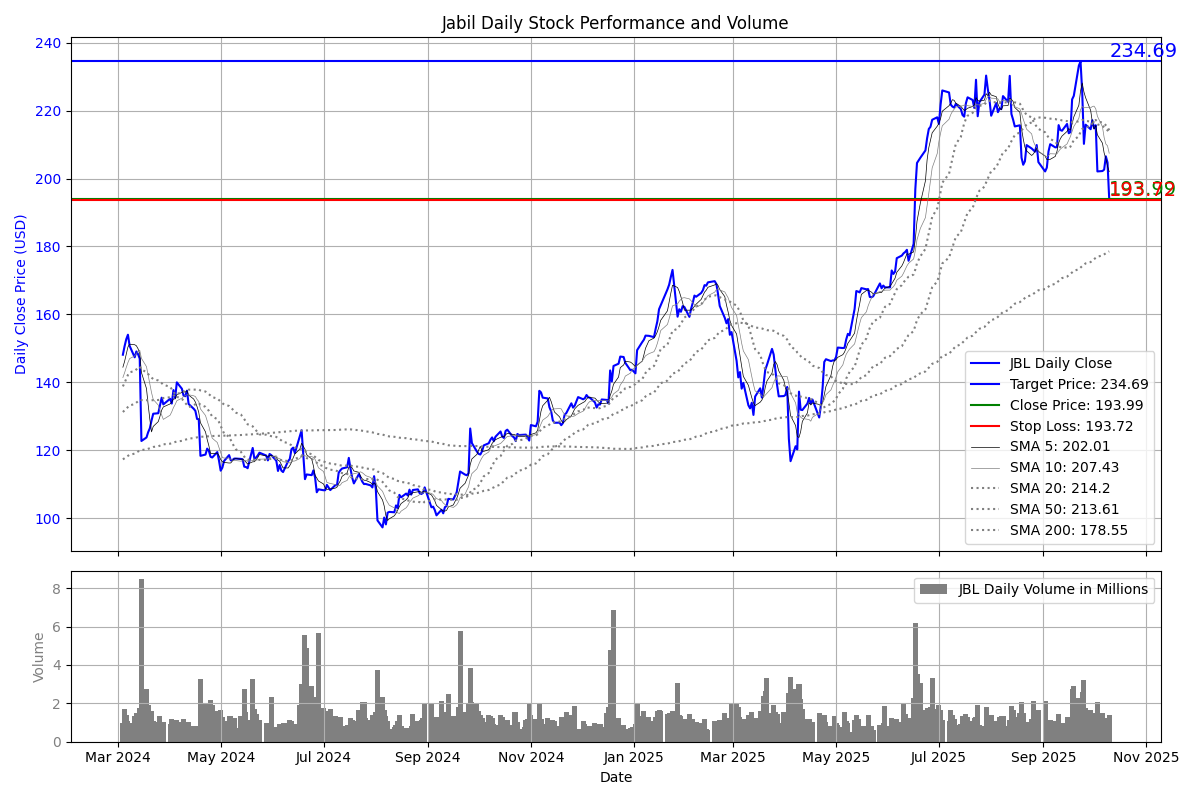 Jabil Daily Stock Performance and Volume
240
220
200
180
160
140
120
100
Daily Close Price (USD)
234.69
193.99
193.72
JBL Daily Close
Target Price: 234.69
Close Price: 193.99
Stop Loss: 193.72
SMA 5: 202.01
SMA 10: 207.43
SMA 20: 214.2
SMA 50: 213.61
SMA 200: 178.55
8
6
4
2
0
Volume
JBL Daily Volume in Millions
Mar 2024 May 2024 Jul 2024 Sep 2024 Nov 2024 Jan 2025 Mar 2025 May 2025 Jul 2025 Sep 2025 Nov 2025
Date